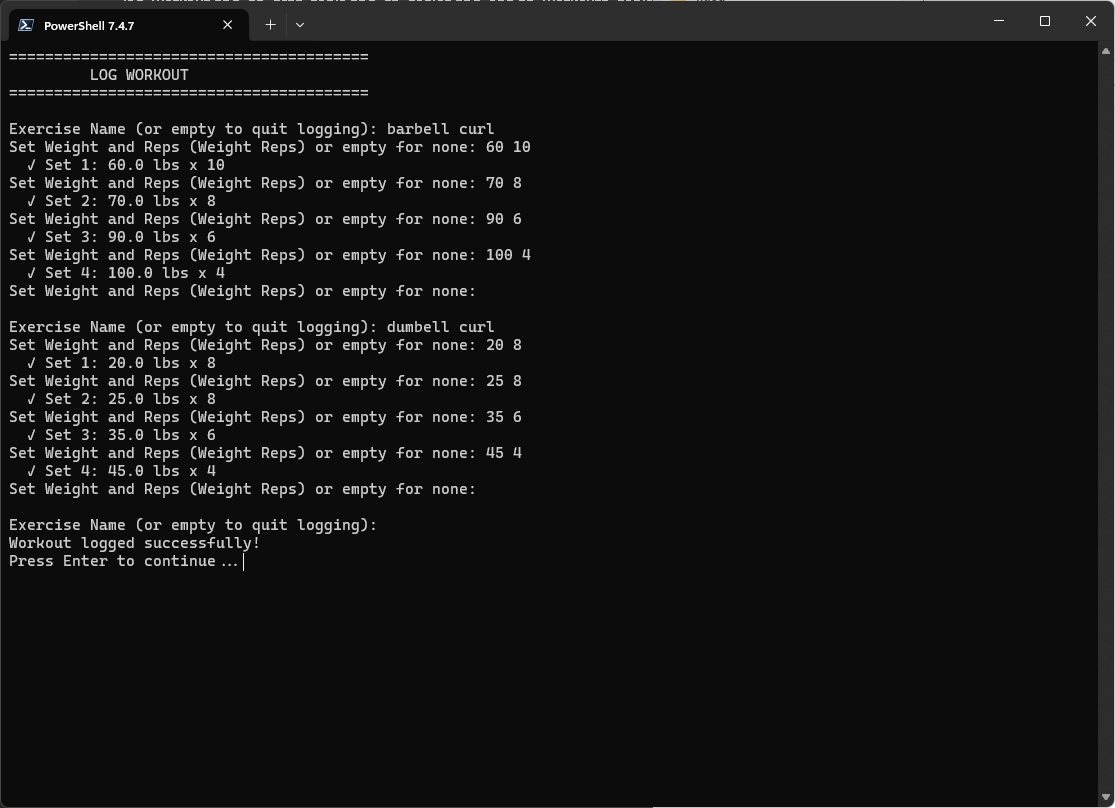 PowerShell 7.4.7
========================================
LOG WORKOUT
========================================
Exercise Name (or empty to quit logging): barbell curl
Set Weight and Reps (Weight Reps) or empty for none: 60 10
✓ Set 1: 60.0 lbs x 10
Set Weight and Reps (Weight Reps) or empty for none: 70 8
✓ Set 2: 70.0 lbs x 8
Set Weight and Reps (Weight Reps) or empty for none: 90 6
✓ Set 3: 90.0 lbs x 6
Set Weight and Reps (Weight Reps) or empty for none: 100 4
✓ Set 4: 100.0 lbs x 4
Set Weight and Reps (Weight Reps) or empty for none:
Exercise Name (or empty to quit logging): dumbell curl
Set Weight and Reps (Weight Reps) or empty for none: 20 8
✓ Set 1: 20.0 lbs x 8
Set Weight and Reps (Weight Reps) or empty for none: 25 8
✓ Set 2: 25.0 lbs x 8
Set Weight and Reps (Weight Reps) or empty for none: 35 6
✓ Set 3: 35.0 lbs x 6
Set Weight and Reps (Weight Reps) or empty for none: 45 4
✓ Set 4: 45.0 lbs x 4
Set Weight and Reps (Weight Reps) or empty for none:
Exercise Name (or empty to quit logging):
Workout logged successfully!
Press Enter to continue...